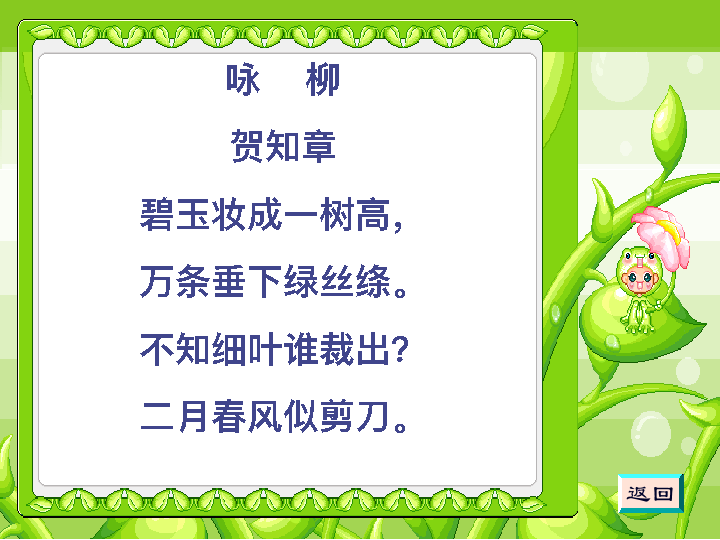 咏 柳
贺知章
碧玉妆成一树高，
万条垂下绿丝绦。
不知细叶谁裁出？
二月春风似剪刀。
返回